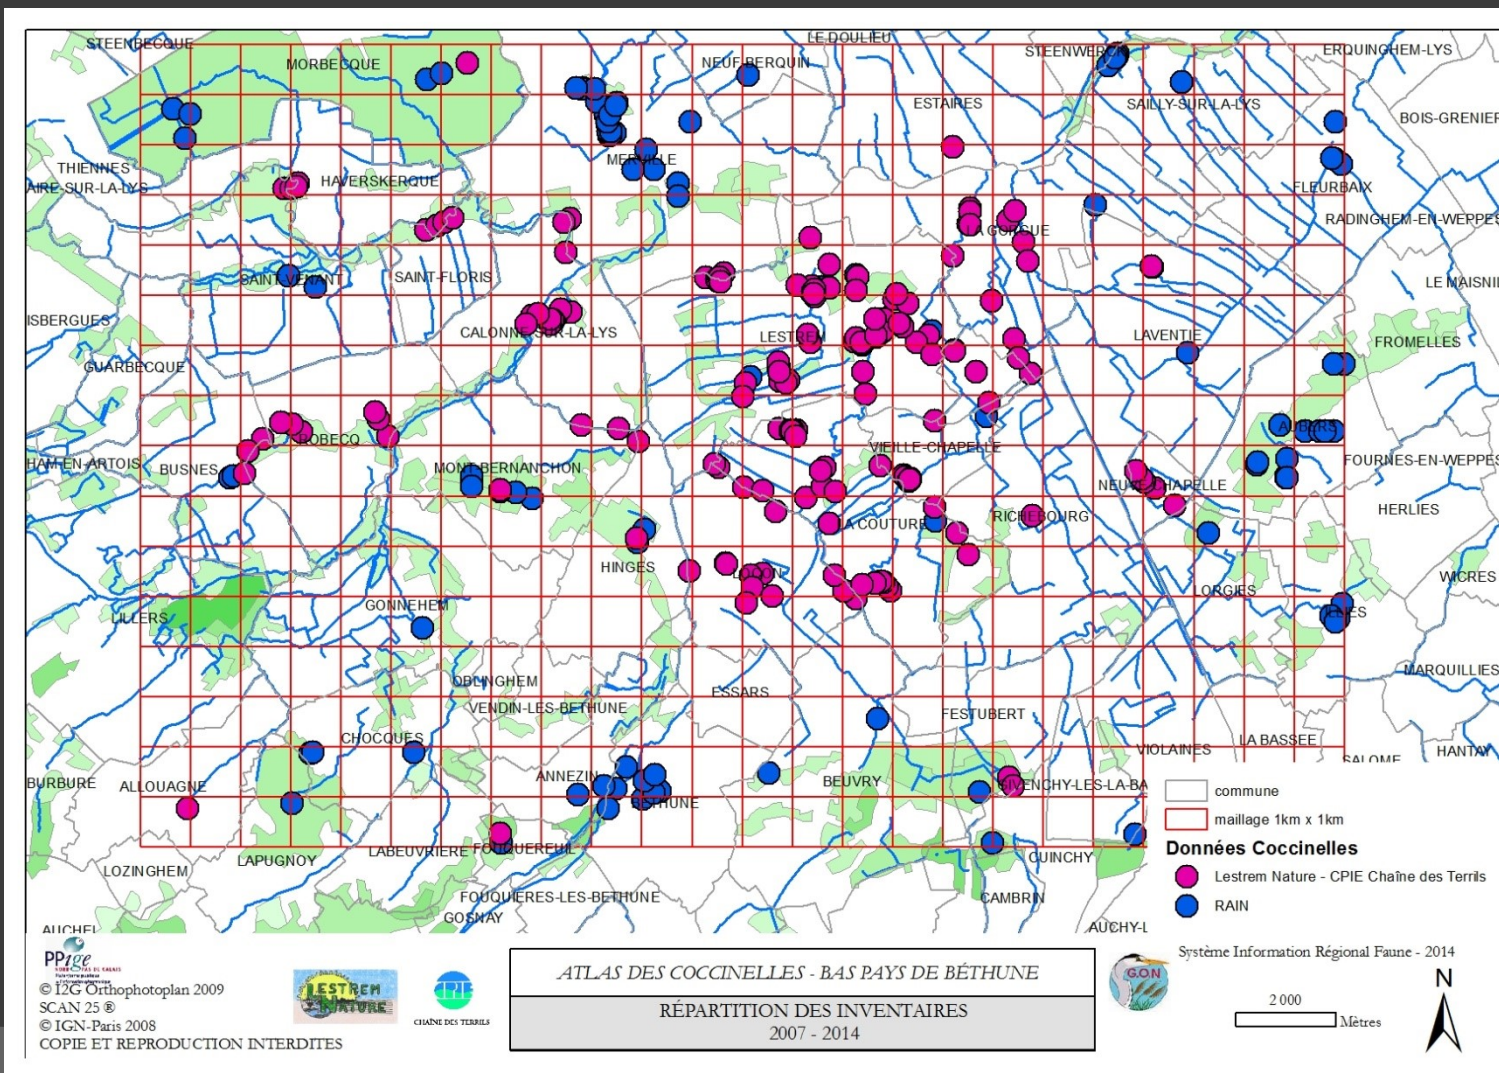 STEENBECQUE
MORBECQUE
NEUF-BERQUIN
LE DOULIEU
STEENWERCK
ERQUINGHEM-LYS
ESTAIRES
SAILLY-SUR-LA-LYS
BOIS-GRENIER
THIENNES
AIRE-SUR-LA-LYS
HAVERSKERQUE
MERVILLE
FLEURBAIX
RADINGHEM-EN-WEPPES
LA GORGUE
SAINT-VENANT
SAINT-FLORIS
LE MAISNIL
ISBERGUES
CALONNE-SUR-LA-LYS
LESTREM
LAVENTIE
FROMELLES
GUARBECQUE
AUBERS
ROBECQ
VIEILLE-CHAPELLE
HAM-EN-ARTOIS
BUSNES
MONT-BERNANCHON
NEUVE-CHAPELLE
FOURNES-EN-WEPPES
HERLIES
LA COUTURE
RICHEBOURG
HINGES
LOCON
LORGIES
WICRES
LILLERS
GONNEHEM
ILLIES
OBLINGHEM
ESSARS
MARQUILLIES
VENDIN-LES-BETHUNE
FESTUBERT
CHOCQUES
VIOLAINES
LA BASSEE
SALOME
HANTAY
BURBURE
ALLOUAGNE
ANNEZIN
BETHUNE
BEUVRY
GIVENCHY-LES-LA-BA
LOZINGHEM
LAPUGNOY
LABEUVRIERE
FOUQUEREUIL
CUINCHY
FOUQUIERES-LES-BETHUNE
GOSNAY
CAMBRIN
AUCHEL
AUCHY-L
commune
maillage 1km x 1km
Données Coccinelles
Lestrem Nature - CPIE Chaîne des Terrils
RAIN
PPige
NORD PAS DE CALAIS
© I2G Orthophotoplan 2009
SCAN 25 ®
© IGN-Paris 2008
COPIE ET REPRODUCTION INTERDITES
LESTREM
NATURE
CPIE
CHAÎNE DES TERRILS
ATLAS DES COCCINELLES - BAS PAYS DE BÉTHUNE
RÉPARTITION DES INVENTAIRES
2007 - 2014
G.O.N
Système Information Régional Faune - 2014
2 000
Mètres
N